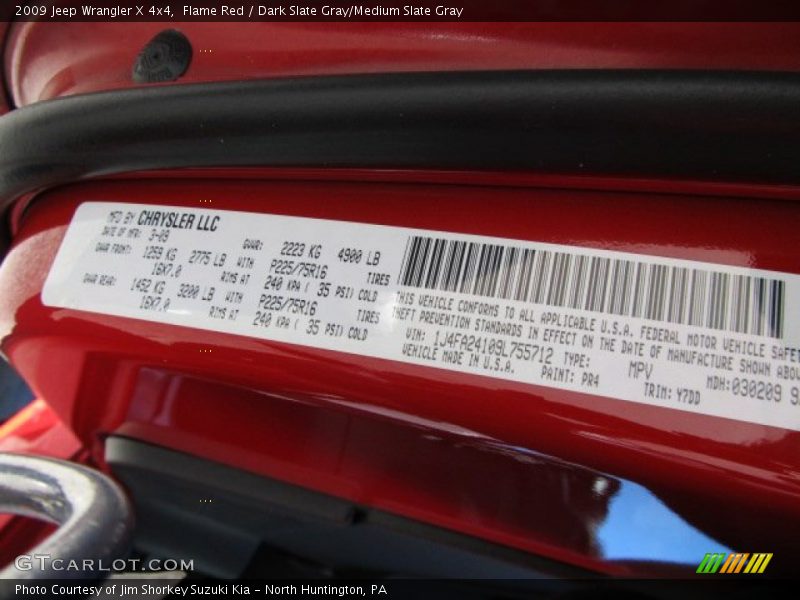 2009 Jeep Wrangler X 4x4, Flame Red / Dark Slate Gray/Medium Slate Gray
MFD BY CHRYSLER LLC
DATE OF MFR: 3-09 GVWR: 2223 KG 4900 LB
GAWR FRONT: 1259 KG 2775 LB WITH P225/75R16 TIRES
16X7.0 RIMS AT 240 KPA ( 35 PSI) COLD
GAWR REAR: 1452 KG 3200 LB WITH P225/75R16 TIRES
16X7.0 RIMS AT 240 KPA ( 35 PSI) COLD
THIS VEHICLE CONFORMS TO ALL APPLICABLE U.S.A. FEDERAL MOTOR VEHICLE
THEFT PREVENTION STANDARDS IN EFFECT ON THE DATE OF MANUFACTURE SHOWN
VIN: 1J4FA24109L755712 TYPE: MPV MDH:030209
VEHICLE MADE IN U.S.A. PAINT: PR4 TRIM: Y7DD
GTCARLOT.COM
Photo Courtesy of Jim Shorkey Suzuki Kia - North Huntington, PA